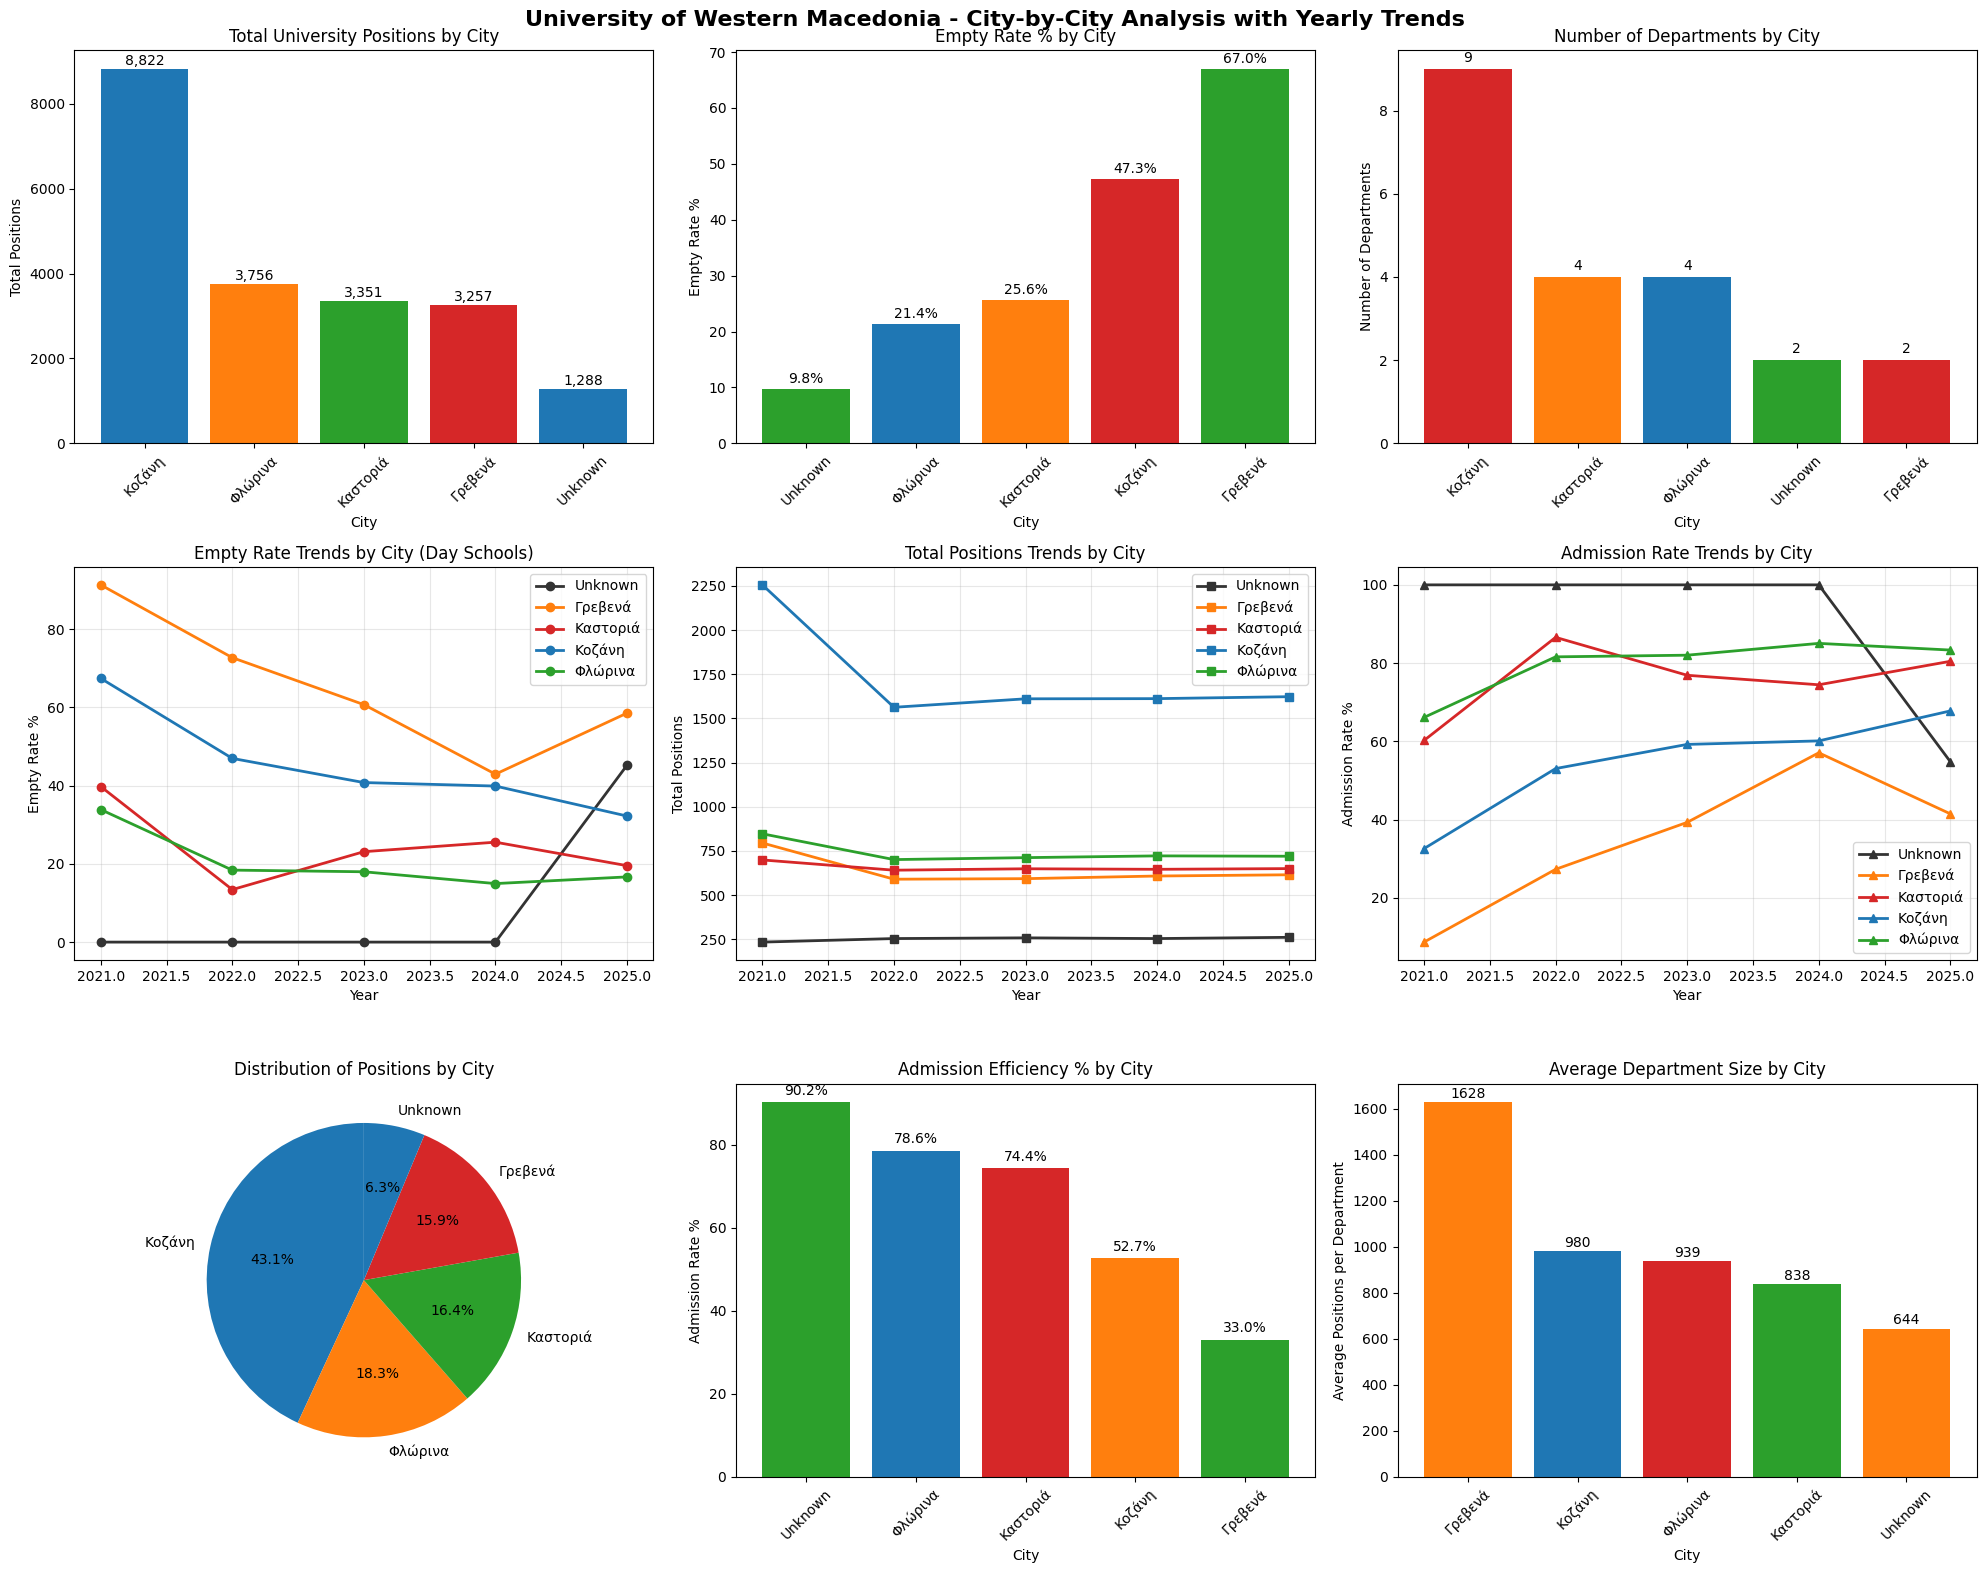 University of Western Macedonia - City-by-City Analysis with Yearly Trends
Total University Positions by City
Total Positions
8000
6000
4000
2000
0
8,822
3,756
3,351
3,257
1,288
Κοζάνη
Φλώρινα
Καστοριά
Γρεβενά
Unknown
City
Empty Rate % by City
Empty Rate %
70
60
50
40
30
20
10
0
9.8%
21.4%
25.6%
47.3%
67.0%
Unknown
Φλώρινα
Καστοριά
Κοζάνη
Γρεβενά
City
Number of Departments by City
Number of Departments
8
6
4
2
0
9
4
4
2
2
Κοζάνη
Καστοριά
Φλώρινα
Unknown
Γρεβενά
City
Empty Rate Trends by City (Day Schools)
Empty Rate %
80
60
40
20
0
Unknown
Γρεβενά
Καστοριά
Κοζάνη
Φλώρινα
2021.0 2021.5 2022.0 2022.5 2023.0 2023.5 2024.0 2024.5 2025.0
Year
Total Positions Trends by City
Total Positions
2250
2000
1750
1500
1250
1000
750
500
250
Unknown
Γρεβενά
Καστοριά
Κοζάνη
Φλώρινα
2021.0 2021.5 2022.0 2022.5 2023.0 2023.5 2024.0 2024.5 2025.0
Year
Admission Rate Trends by City
Admission Rate %
100
80
60
40
20
Unknown
Γρεβενά
Καστοριά
Κοζάνη
Φλώρινα
2021.0 2021.5 2022.0 2022.5 2023.0 2023.5 2024.0 2024.5 2025.0
Year
Distribution of Positions by City
Unknown
6.3%
Γρεβενά
15.9%
Κοζάνη
43.1%
16.4%
Καστοριά
18.3%
Φλώρινα
Admission Efficiency % by City
Admission Rate %
80
60
40
20
0
90.2%
78.6%
74.4%
52.7%
33.0%
Unknown
Φλώρινα
Καστοριά
Κοζάνη
Γρεβενά
City
Average Department Size by City
Average Positions per Department
1600
1400
1200
1000
800
600
400
200
0
1628
980
939
838
644
Γρεβενά
Κοζάνη
Φλώρινα
Καστοριά
Unknown
City